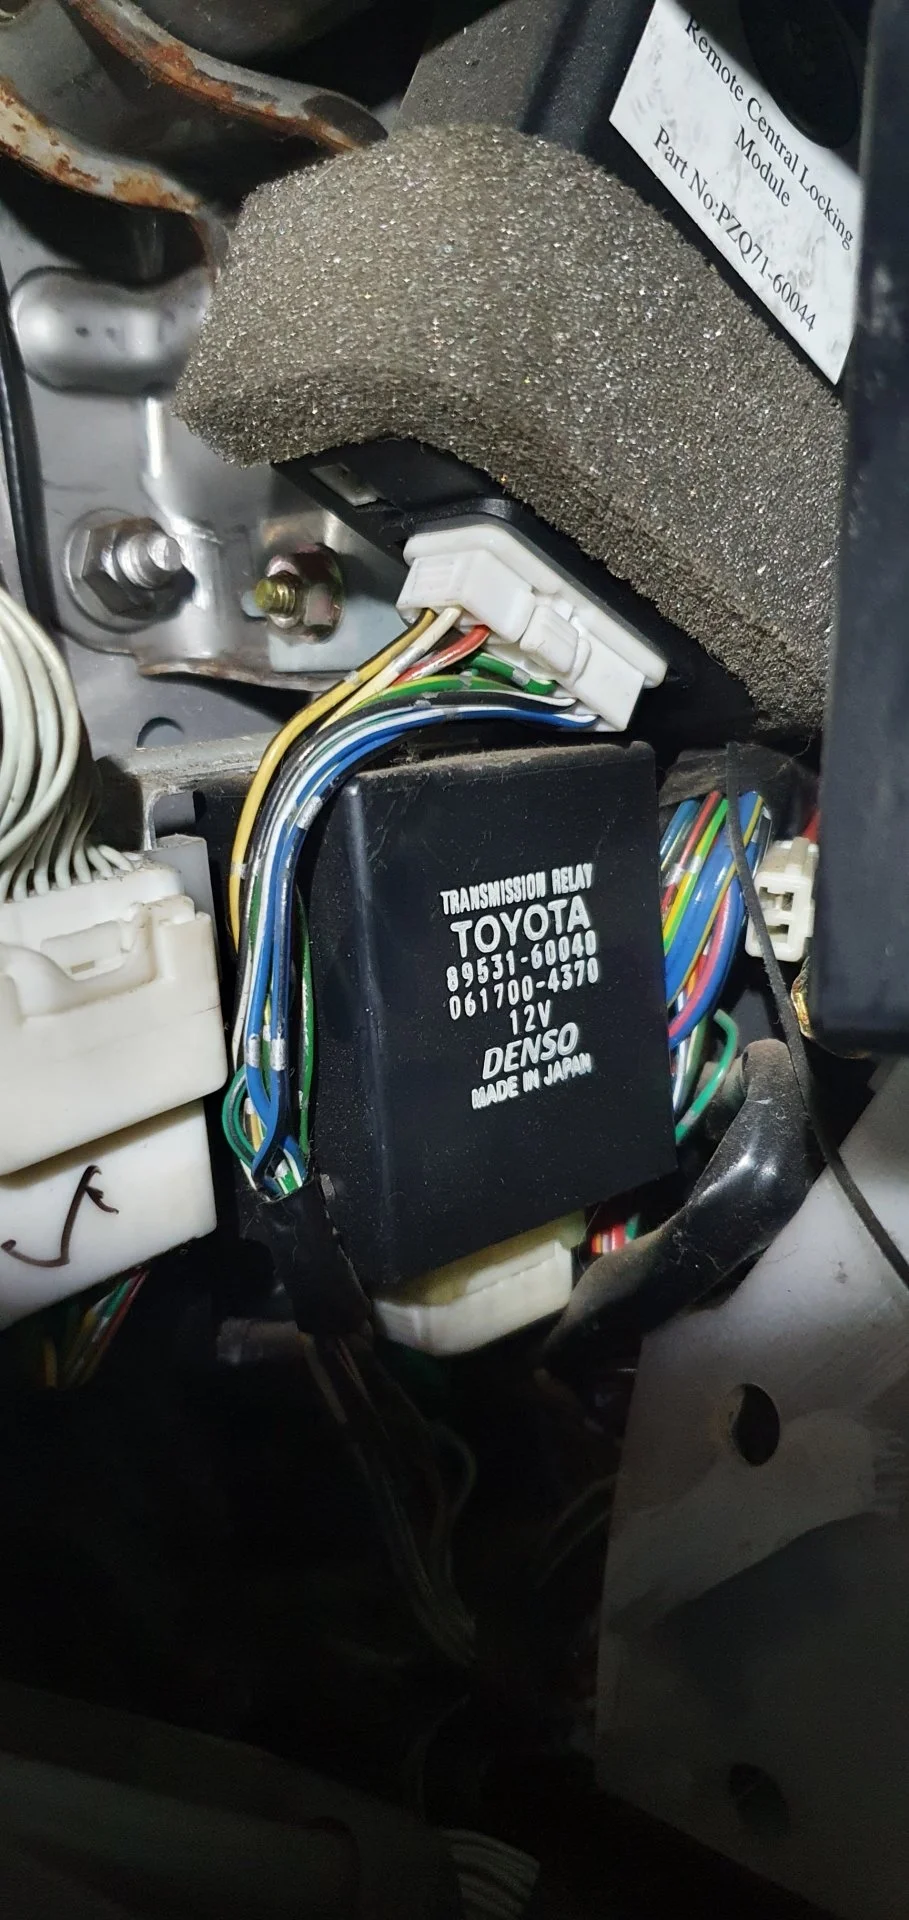 Remote Central Locking
Module
Part No:PZQ71-60044
TRANSMISSION RELAY
TOYOTA
89531-60040
061700-4370
12V
DENSO
MADE IN JAPAN